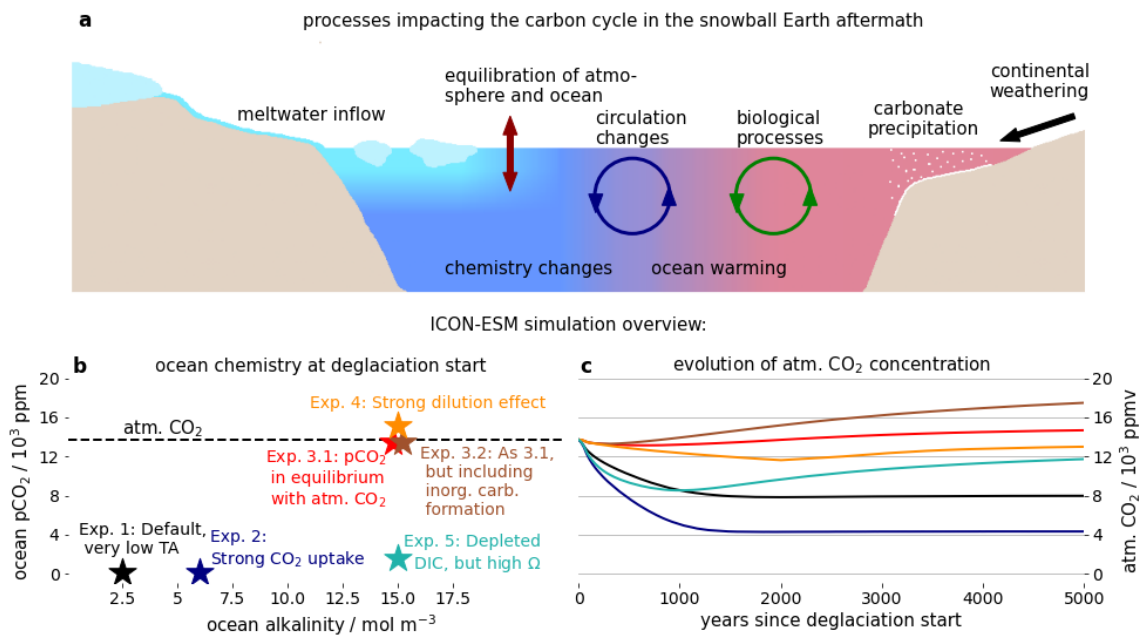 a processes impacting the carbon cycle in the snowball Earth aftermath
meltwater inflow
equilibration of atmo-
sphere and ocean
circulation
changes
biological
processes
carbonate
precipitation
continental
weathering
chemistry changes
ocean warming
ICON-ESM simulation overview:
b ocean chemistry at deglaciation start
ocean pCO₂ / 10³ ppm
20
16
12
8
4
0
atm. CO₂
Exp. 4: Strong dilution effect
Exp. 3.1: pCO₂
in equilibrium
with atm. CO₂
Exp. 3.2: As 3.1,
but including
inorg. carb.
formation
Exp. 1: Default,
very low TA
Exp. 2:
Strong CO₂ uptake
Exp. 5: Depleted
DIC, but high Ω
2.5 5 7.5 10.0 12.5 15.0 17.5
ocean alkalinity / mol m⁻³
c evolution of atm. CO₂ concentration
20
16
12
8
4
0
atm. CO₂ / 10³ ppmv
0 1000 2000 3000 4000 5000
years since deglaciation start